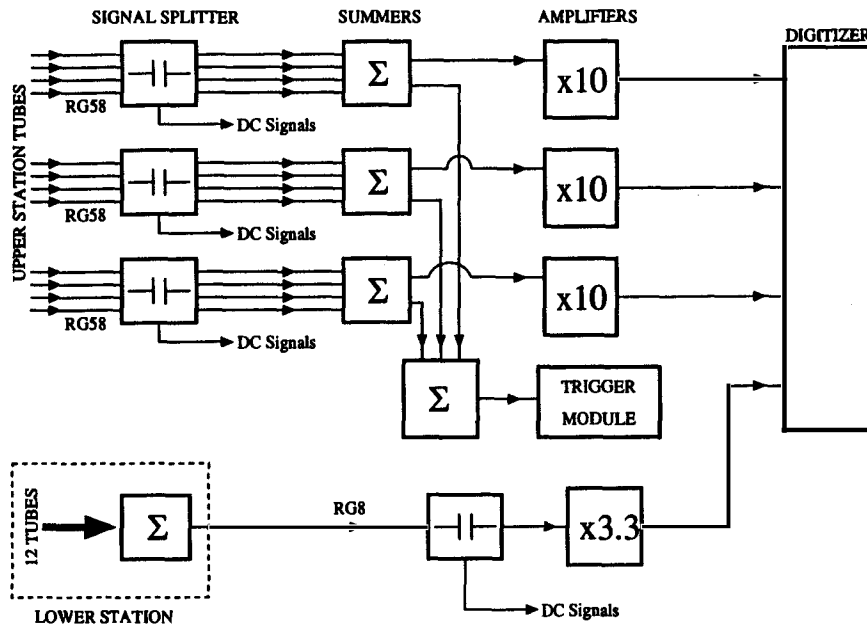 SIGNAL SPLITTER
SUMMERS
AMPLIFIERS
DIGITIZER
UPPER STATION TUBES
RG58
DC Signals
Σ
x10
RG58
DC Signals
Σ
x10
RG58
DC Signals
Σ
x10
Σ
TRIGGER
MODULE
12 TUBES
Σ
RG8
x3.3
DC Signals
LOWER STATION